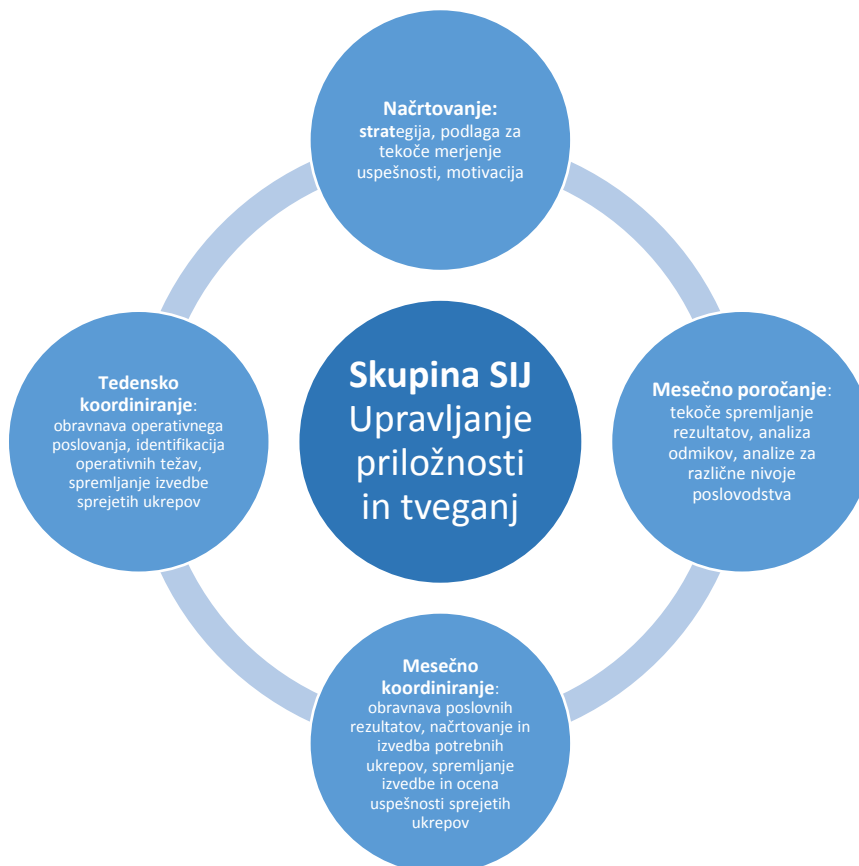 Načrtovanje:
strategija, podlaga za
tekoče merjenje
uspešnosti, motivacija
Tedensko
koordiniranje:
obravnava operativnega
poslovanja, identifikacija
operativnih težav,
spremljanje izvedbe
sprejetih ukrepov
Skupina SIJ
Upravljanje
priložnosti
in tveganj
Mesečno poročanje:
tekoče spremljanje
rezultatov, analiza
odmikov, analize za
različne nivoje
poslovodstva
Mesečno
koordiniranje:
obravnava poslovnih
rezultatov, načrtovanje in
izvedba potrebnih
ukrepov, spremljanje
izvedbe in ocena
uspešnosti sprejetih
ukrepov